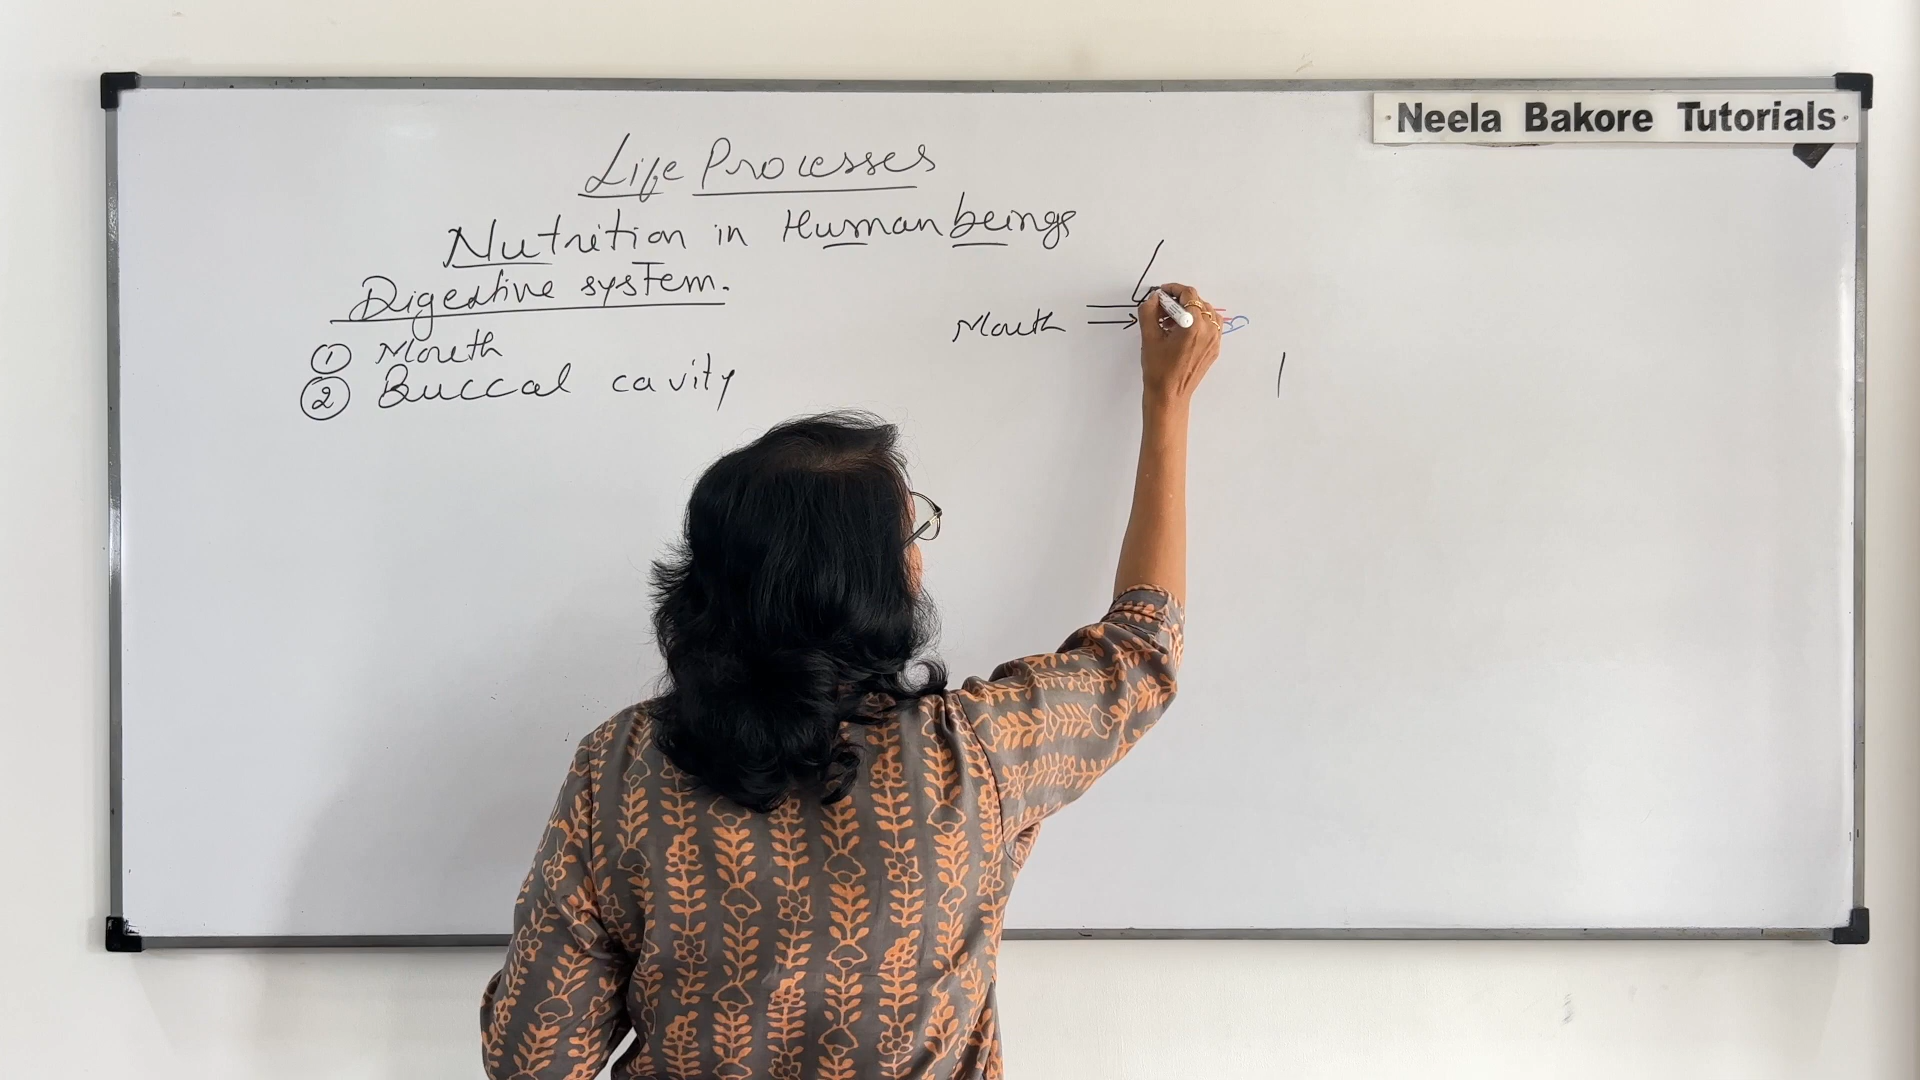 Neela Bakore Tutorials
Life Processes
Nutrition in Human beings
Digestive system.
① Mouth
② Buccal cavity
Mouth